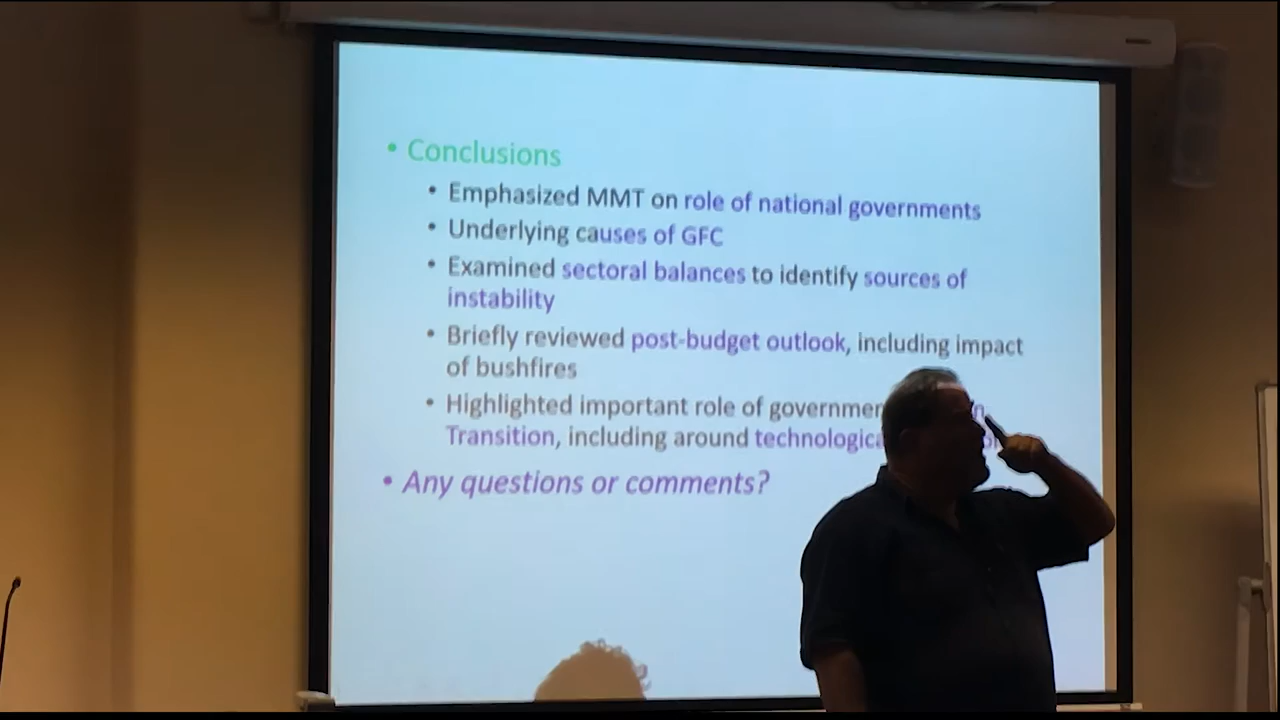 • Conclusions
• Emphasized MMT on role of national governments
• Underlying causes of GFC
• Examined sectoral balances to identify sources of
instability
• Briefly reviewed post-budget outlook, including impact
of bushfires
• Highlighted important role of
Transition, including around
• Any questions or comments?